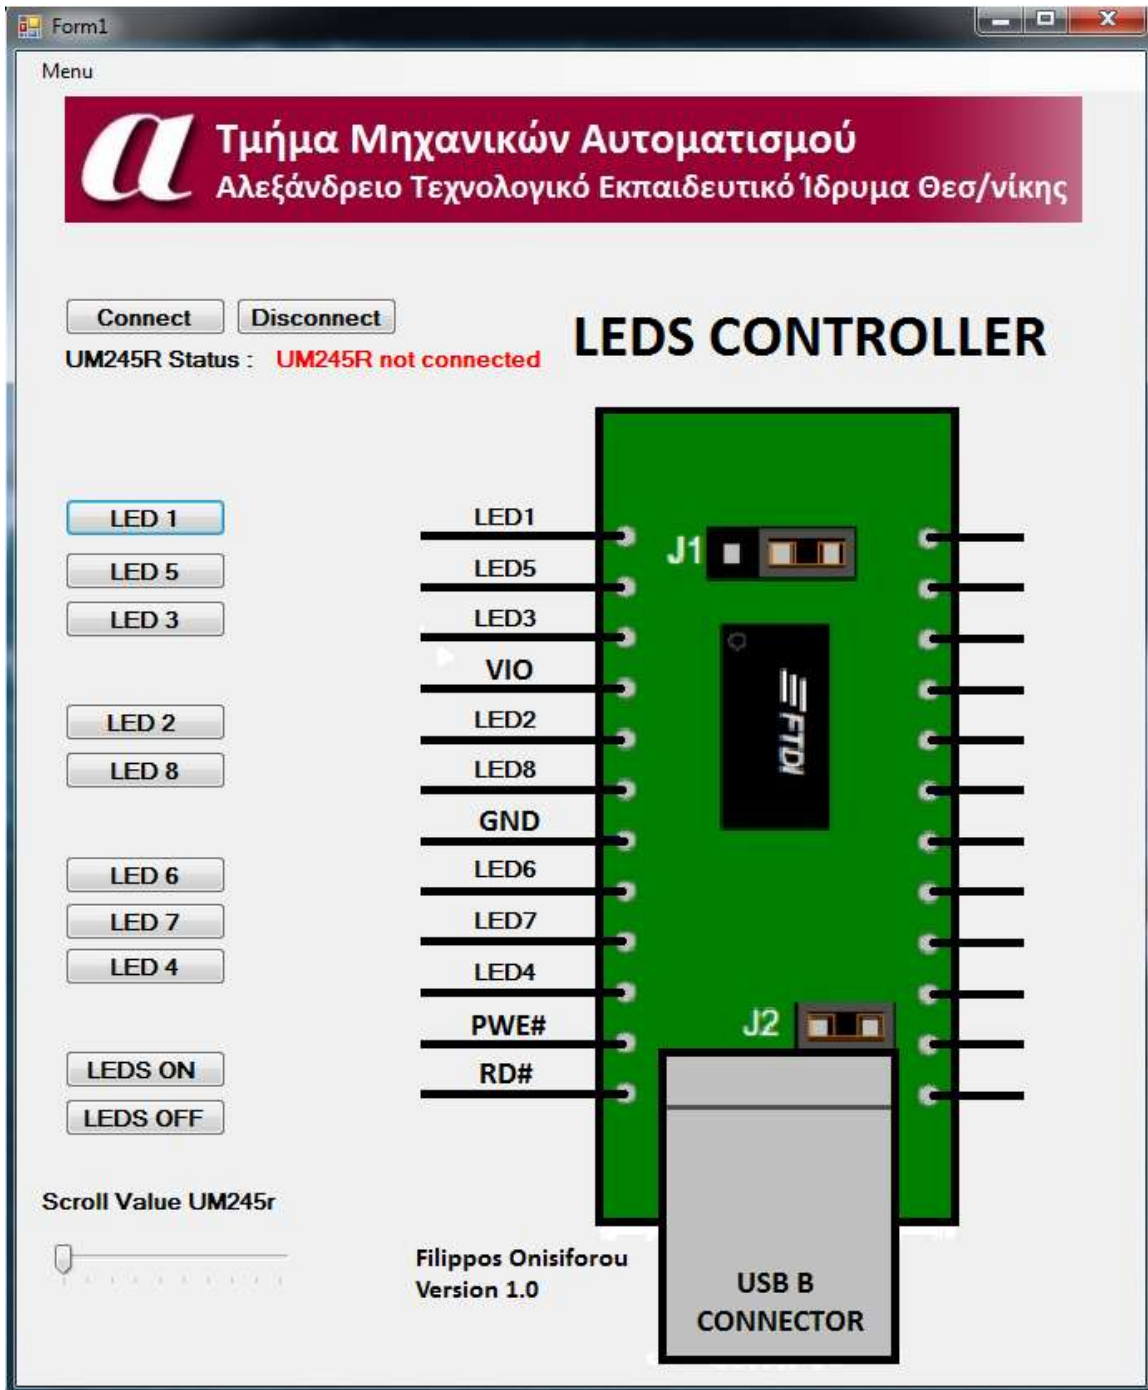 Form1
Menu
a
Τμήμα Μηχανικών Αυτοματισμού
Αλεξάνδρειο Τεχνολογικό Εκπαιδευτικό Ίδρυμα Θεσ/νίκης
Connect Disconnect
UM245R Status : UM245R not connected
LEDS CONTROLLER
LED 1
LED 5
LED 3
LED 2
LED 8
LED 6
LED 7
LED 4
LEDS ON
LEDS OFF
Scroll Value UM245r
LED1
LED5
LED3
VIO
LED2
LED8
GND
LED6
LED7
LED4
PWE#
RD#
J1
FTDI
J2
USB B
CONNECTOR
Filippos Onisiforou
Version 1.0